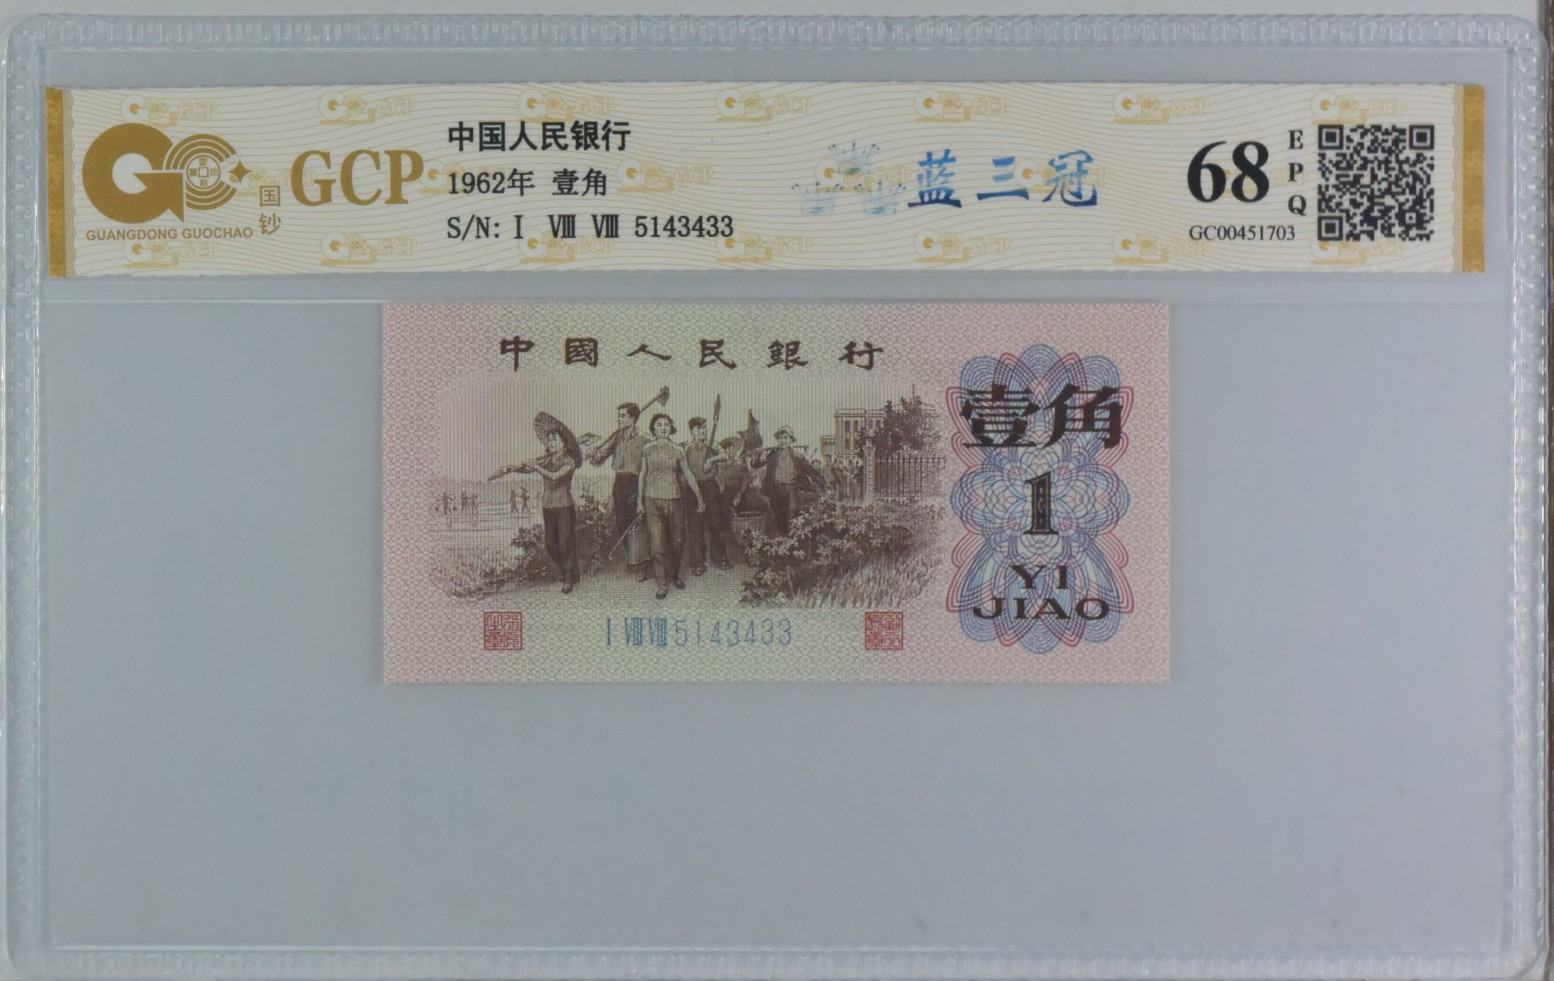 GCP
国钞
GUANGDONG GUOCHAO
中国人民银行
1962年 壹角
S/N: Ⅰ Ⅷ Ⅷ 5143433
蓝三冠
68
EPQ
GC00451703
中國人民銀行
壹角
1
YI
JIAO
Ⅰ Ⅷ Ⅷ 5143433